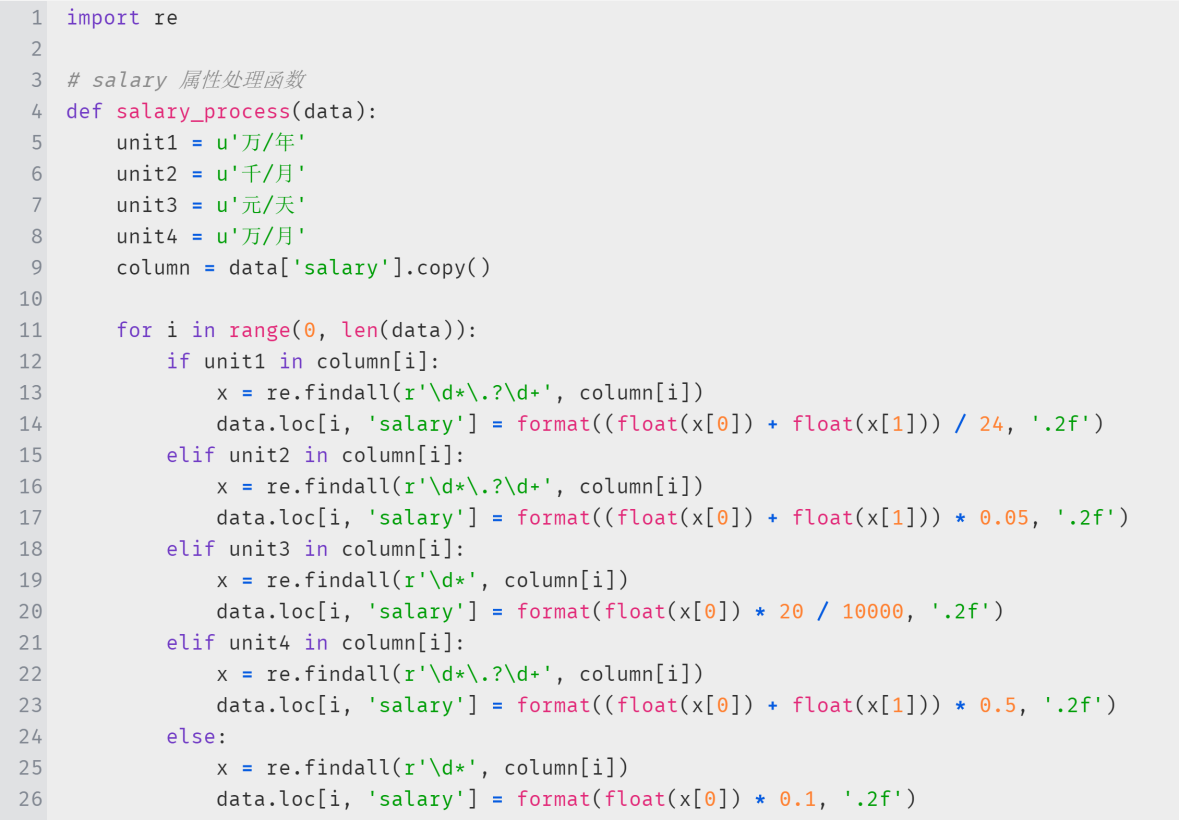 1 import re
2
3 # salary 属性处理函数
4 def salary_process(data):
5     unit1 = u'万/年'
6     unit2 = u'千/月'
7     unit3 = u'元/天'
8     unit4 = u'万/月'
9     column = data['salary'].copy()
10
11     for i in range(0, len(data)):
12         if unit1 in column[i]:
13             x = re.findall(r'\d*\.?\d+', column[i])
14             data.loc[i, 'salary'] = format((float(x[0]) + float(x[1])) / 24, '.2f')
15         elif unit2 in column[i]:
16             x = re.findall(r'\d*\.?\d+', column[i])
17             data.loc[i, 'salary'] = format((float(x[0]) + float(x[1])) * 0.05, '.2f')
18         elif unit3 in column[i]:
19             x = re.findall(r'\d*', column[i])
20             data.loc[i, 'salary'] = format(float(x[0]) * 20 / 10000, '.2f')
21         elif unit4 in column[i]:
22             x = re.findall(r'\d*\.?\d+', column[i])
23             data.loc[i, 'salary'] = format((float(x[0]) + float(x[1])) * 0.5, '.2f')
24         else:
25             x = re.findall(r'\d*', column[i])
26             data.loc[i, 'salary'] = format(float(x[0]) * 0.1, '.2f')